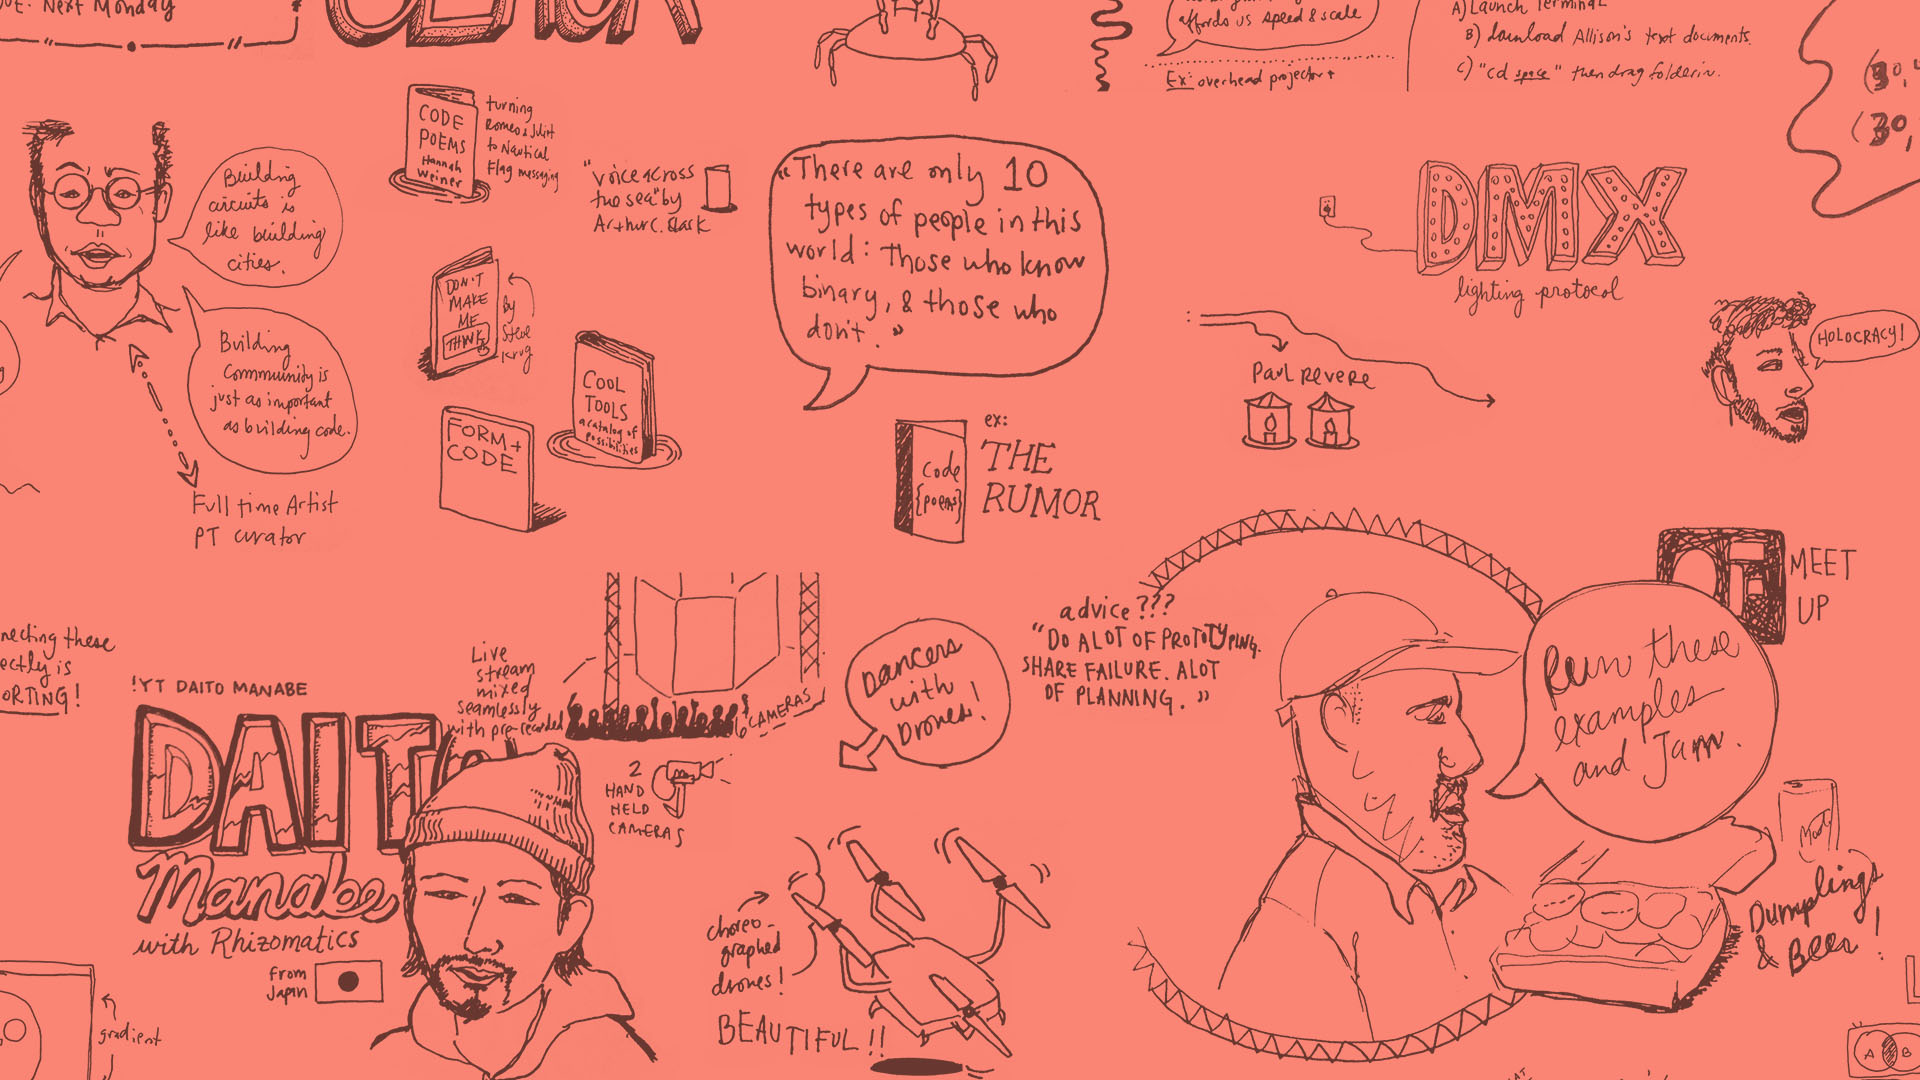 Next Monday
affords us speed & scale
Ex: overhead projector +
A) Launch Terminal
B) download Allison's text documents.
C) "cd space" then drag folder in.
CODE
POEMS
Hannah
Weiner
turning
Romeo & Juliet
to Nautical
Flag messaging
"voice across
the sea" by
Arthur C. Clark
Building
circuits is
like building
cities.
Building
Community is
just as important
as building code.
Full time Artist
PT curator
DON'T
MAKE
ME
THINK
By
Steve
Krug
COOL
TOOLS
a catalog of
possibilities
FORM +
CODE
"There are only 10
types of people in this
world: Those who know
binary, & those who
don't."
ex:
THE
RUMOR
Code
{poems}
DMX
lighting protocol
Paul Revere
HOLOCRACY!
MEET
UP
advice???
"DO ALOT OF PROTOTYPING.
SHARE FAILURE. ALOT
OF PLANNING."
Run these
examples
and Jam.
Dumplings
& Beer!
necting these
ectly is
ORTING!
!YT DAITO MANABE
DAITO
Manabe
with Rhizomatics
from
Japan
Live
stream
mixed
seamlessly
with pre-recorded
6 CAMERAS
2
HAND
HELD
CAMERAS
Dancers
with
Drones!
choreo-
graphed
drones!
BEAUTIFUL!!
gradient
A B